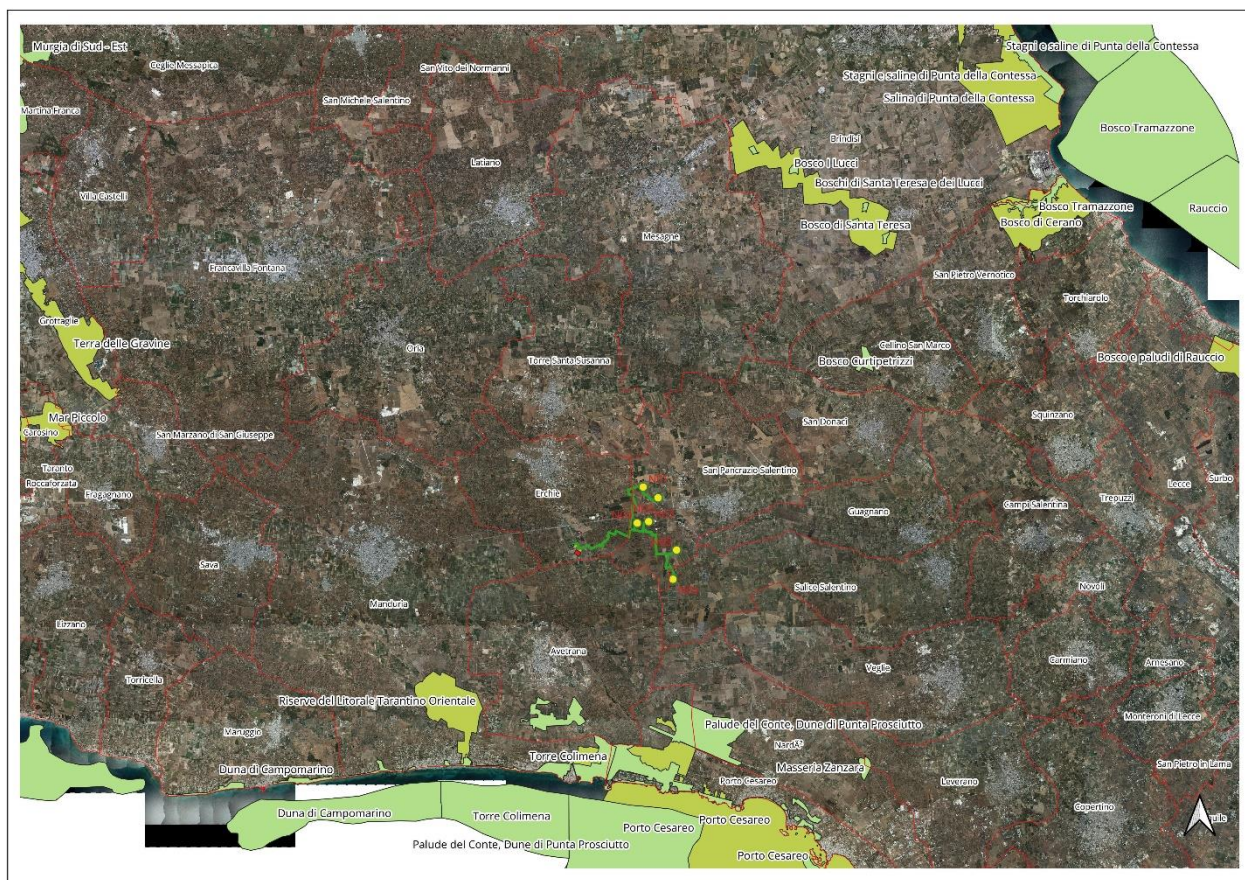 Murgia di Sud - Est
Ceglie Messapica
San Vito dei Normanni
Stagni e saline di Punta della Contessa
Stagni e saline di Punta della Contessa
Salina di Punta della Contessa
Martina Franca
San Michele Salentino
Bosco Tramazzone
Brindisi
Latiano
Bosco I Lucci
Boschi di Santa Teresa e dei Lucci
Villa Castelli
Bosco Tramazzone
Rauccio
Bosco di Santa Teresa
Bosco di Cerano
Mesagne
Francavilla Fontana
San Pietro Vernotico
Torchiarolo
Grottaglie
Terra delle Gravine
Oria
Cellino San Marco
Torre Santa Susanna
Bosco Curtipetrizzi
Bosco e paludi di Rauccio
Mar Piccolo
Carosino
San Marzano di San Giuseppe
San Donaci
Squinzano
Taranto
San Pancrazio Salentino
Roccaforzata
Lecce
Surbo
Fragagnano
Erchie
Trepuzzi
Campi Salentina
Guagnano
Sava
Salice Salentino
Novoli
Manduria
Lizzano
Avetrana
Carmiano
Arnesano
Veglie
Torricella
Riserve del Litorale Tarantino Orientale
Monteroni di Lecce
Palude del Conte, Dune di Punta Prosciutto
Maruggio
NardÃ²
Torre Colimena
San Pietro in Lama
Duna di Campomarino
Masseria Zanzara
Porto Cesareo
Leverano
Copertino
Duna di Campomarino
Torre Colimena
Porto Cesareo
Porto Cesareo
Palude del Conte, Dune di Punta Prosciutto
Porto Cesareo